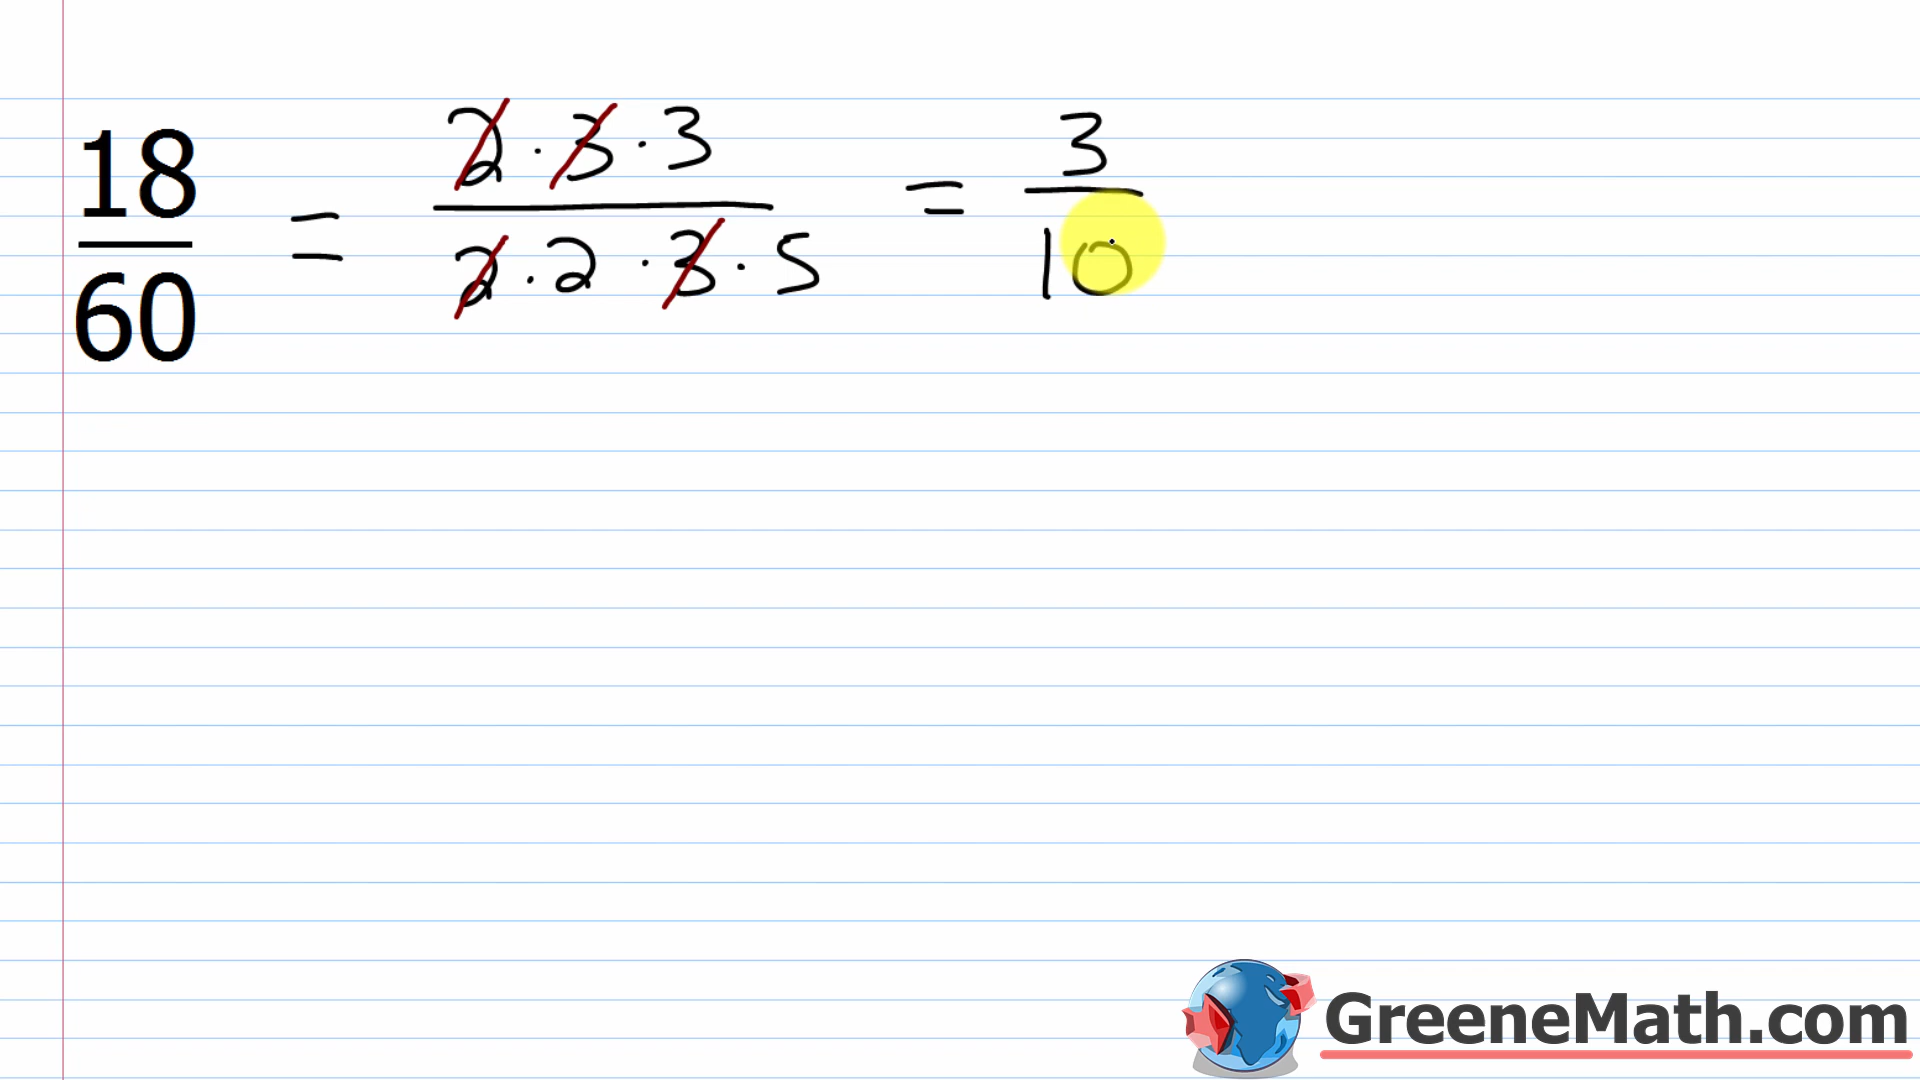 18/60 = 2 · 3 · 3 / 2 · 2 · 3 · 5 = 3/10
GreeneMath.com